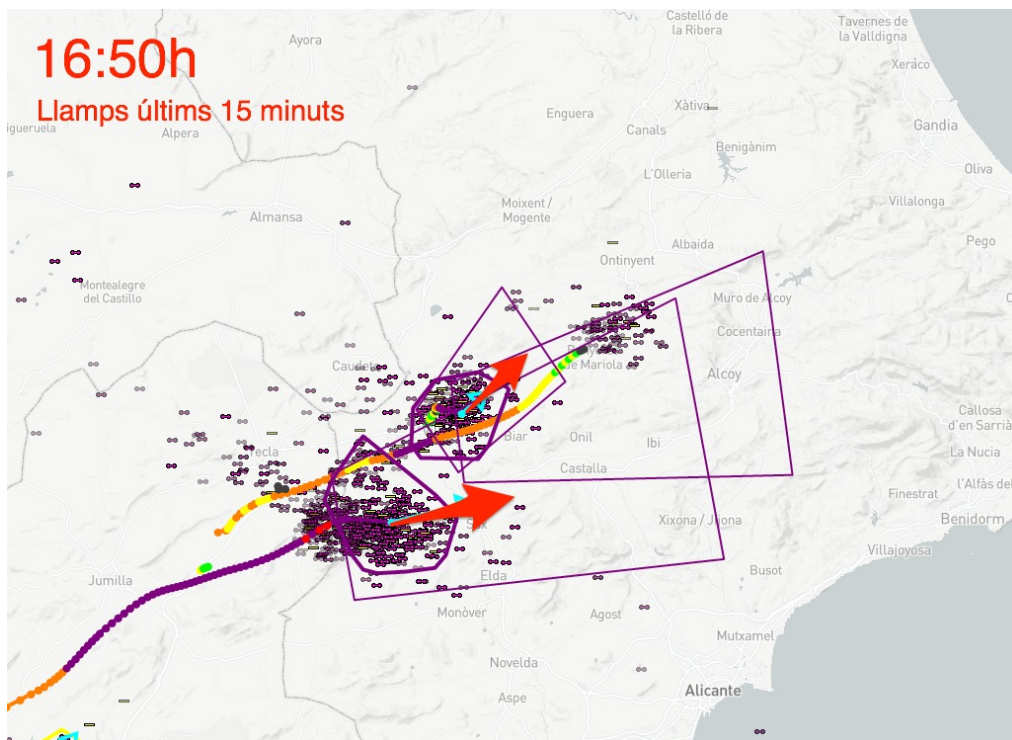 16:50h
Llamps últims 15 minuts
Castelló de
la Ribera
Tavernes de
la Valldigna
Ayora
Xeraco
Xàtiva
Enguera
Gandia
igueruela
Alpera
Canals
Benigànim
Oliva
L'Olleria
Villalonga
Moixent /
Mogente
Almansa
Pego
Albaida
Ontinyent
Montealegre
del Castillo
Muro de Alcoy
Cocentaina
Caudete
de Mariola
Alcoy
Callosa
d'en Sarrià
Biar
Onil
Ibi
La Nucia
Yecla
Castalla
l'Alfàs del
Finestrat
Benidorm
Sax
Xixona / Jijona
Villajoyosa
Jumilla
Elda
Busot
Monòver
Agost
Mutxamel
Novelda
Alicante
Aspe